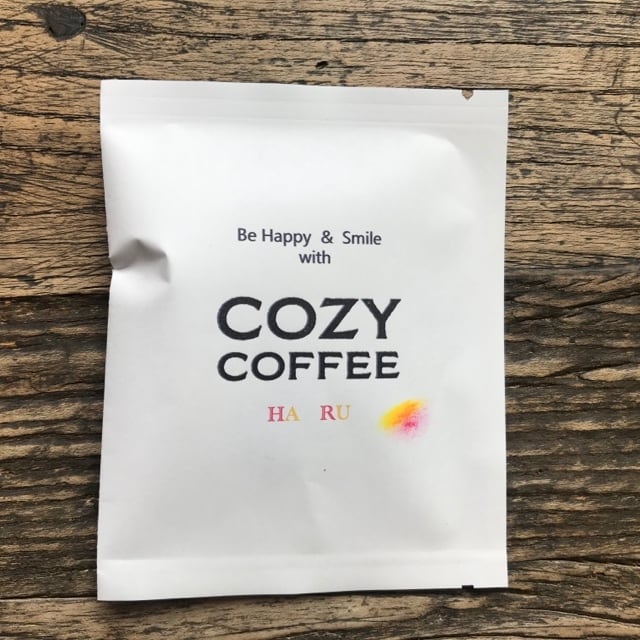 Be Happy & Smile
with
COZY
COFFEE
HA RU